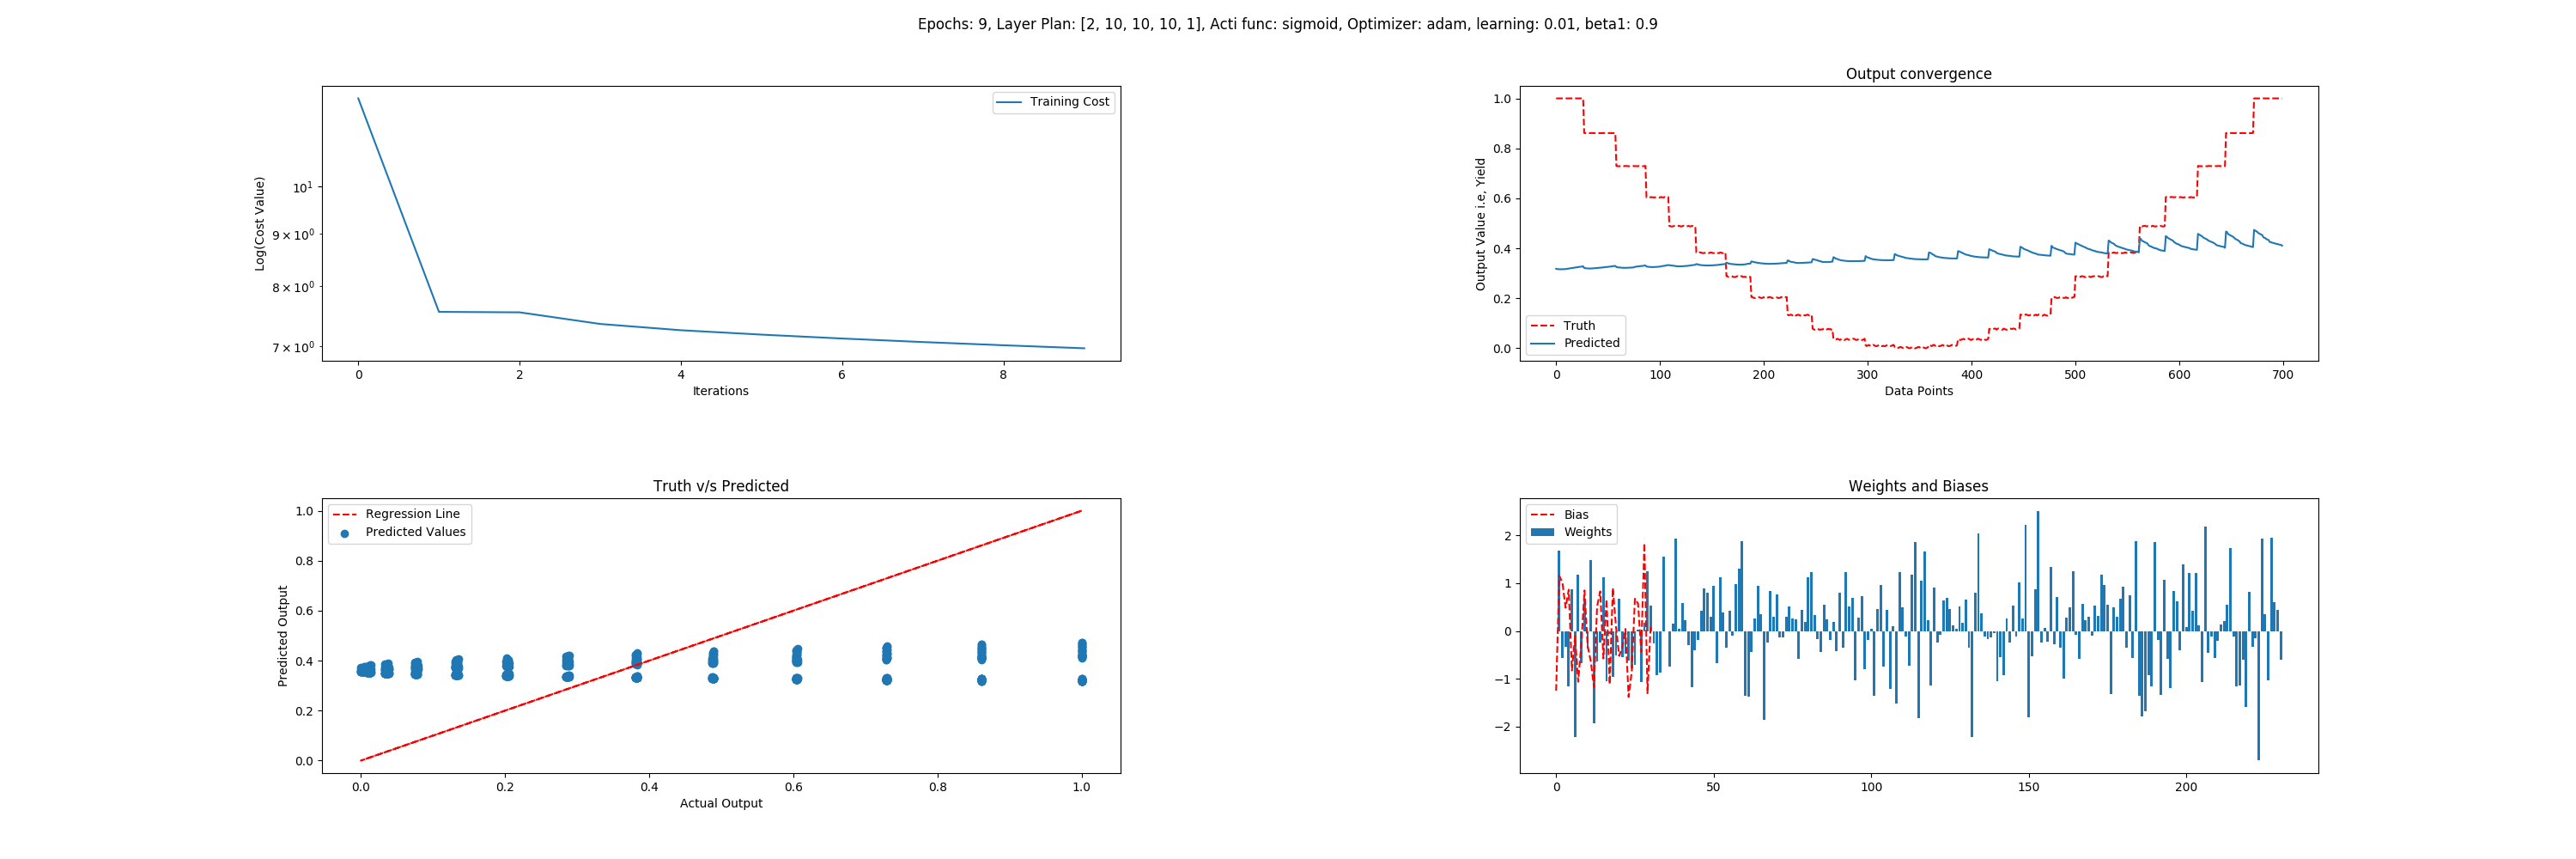 Epochs: 9, Layer Plan: [2, 10, 10, 10, 1], Acti func: sigmoid, Optimizer: adam, learning: 0.01, beta1: 0.9
Training Cost
Log(Cost Value)
10¹
9 × 10⁰
8 × 10⁰
7 × 10⁰
0 2 4 6 8
Iterations
Output convergence
Output Value i.e, Yield
1.0
0.8
0.6
0.4
0.2
0.0
Truth
Predicted
0 100 200 300 400 500 600 700
Data Points
Truth v/s Predicted
Regression Line
Predicted Values
Predicted Output
1.0
0.8
0.6
0.4
0.2
0.0
0.0 0.2 0.4 0.6 0.8 1.0
Actual Output
Weights and Biases
Bias
Weights
2
1
0
−1
−2
0 50 100 150 200